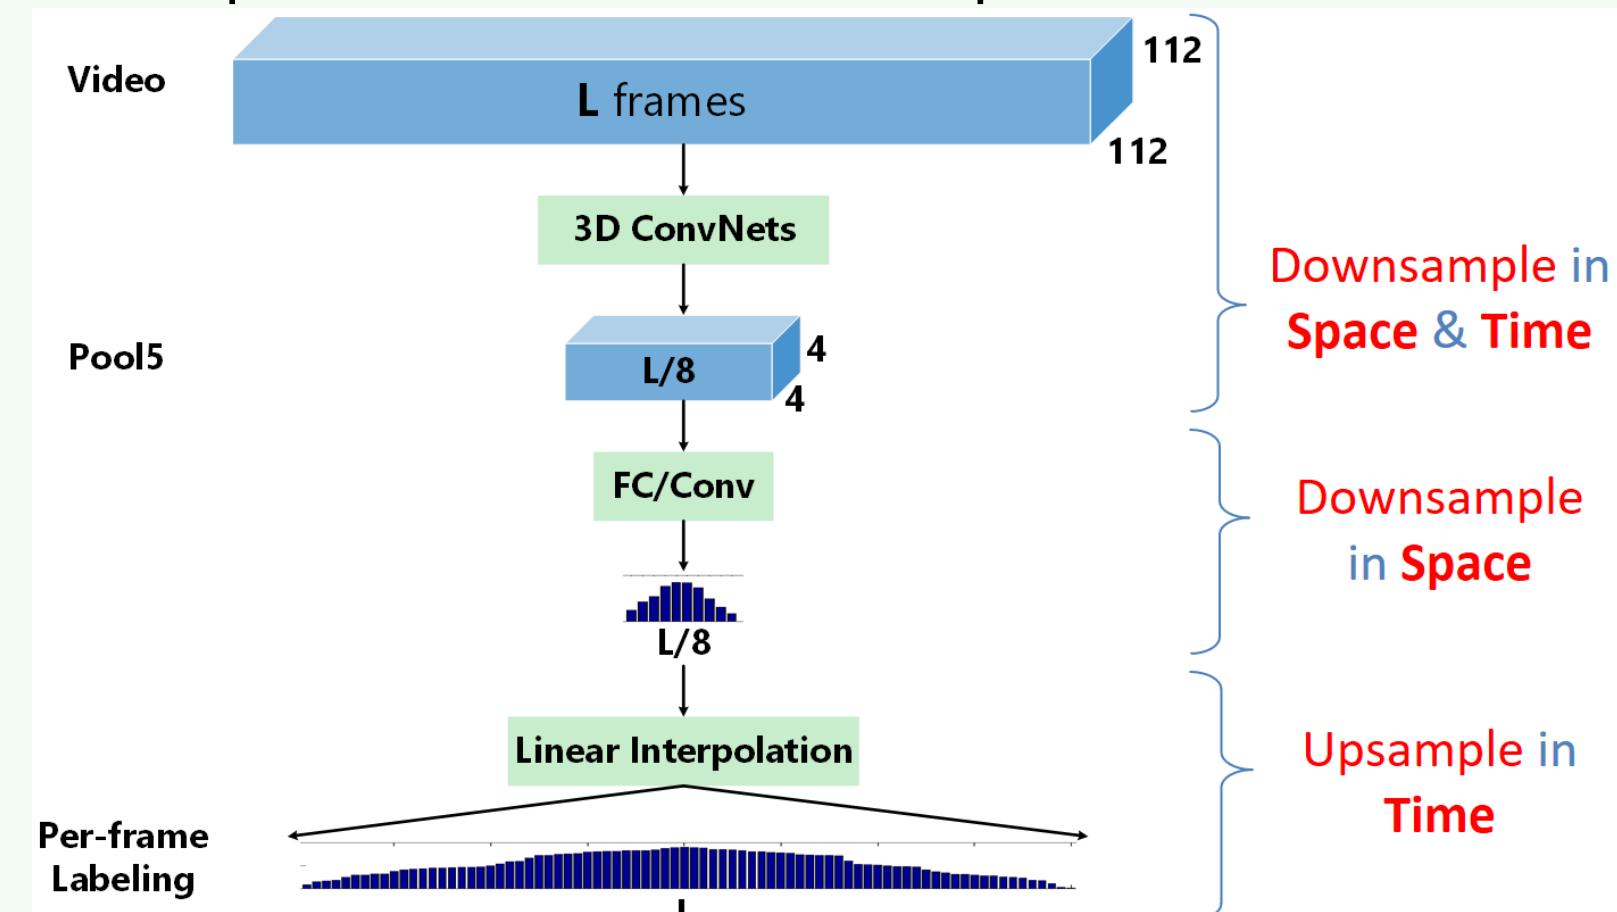 112
Video
L frames
112
3D ConvNets
Downsample in
Space & Time
Pool5
L/8
4
4
FC/Conv
Downsample
in Space
L/8
Linear Interpolation
Upsample in
Time
Per-frame
Labeling